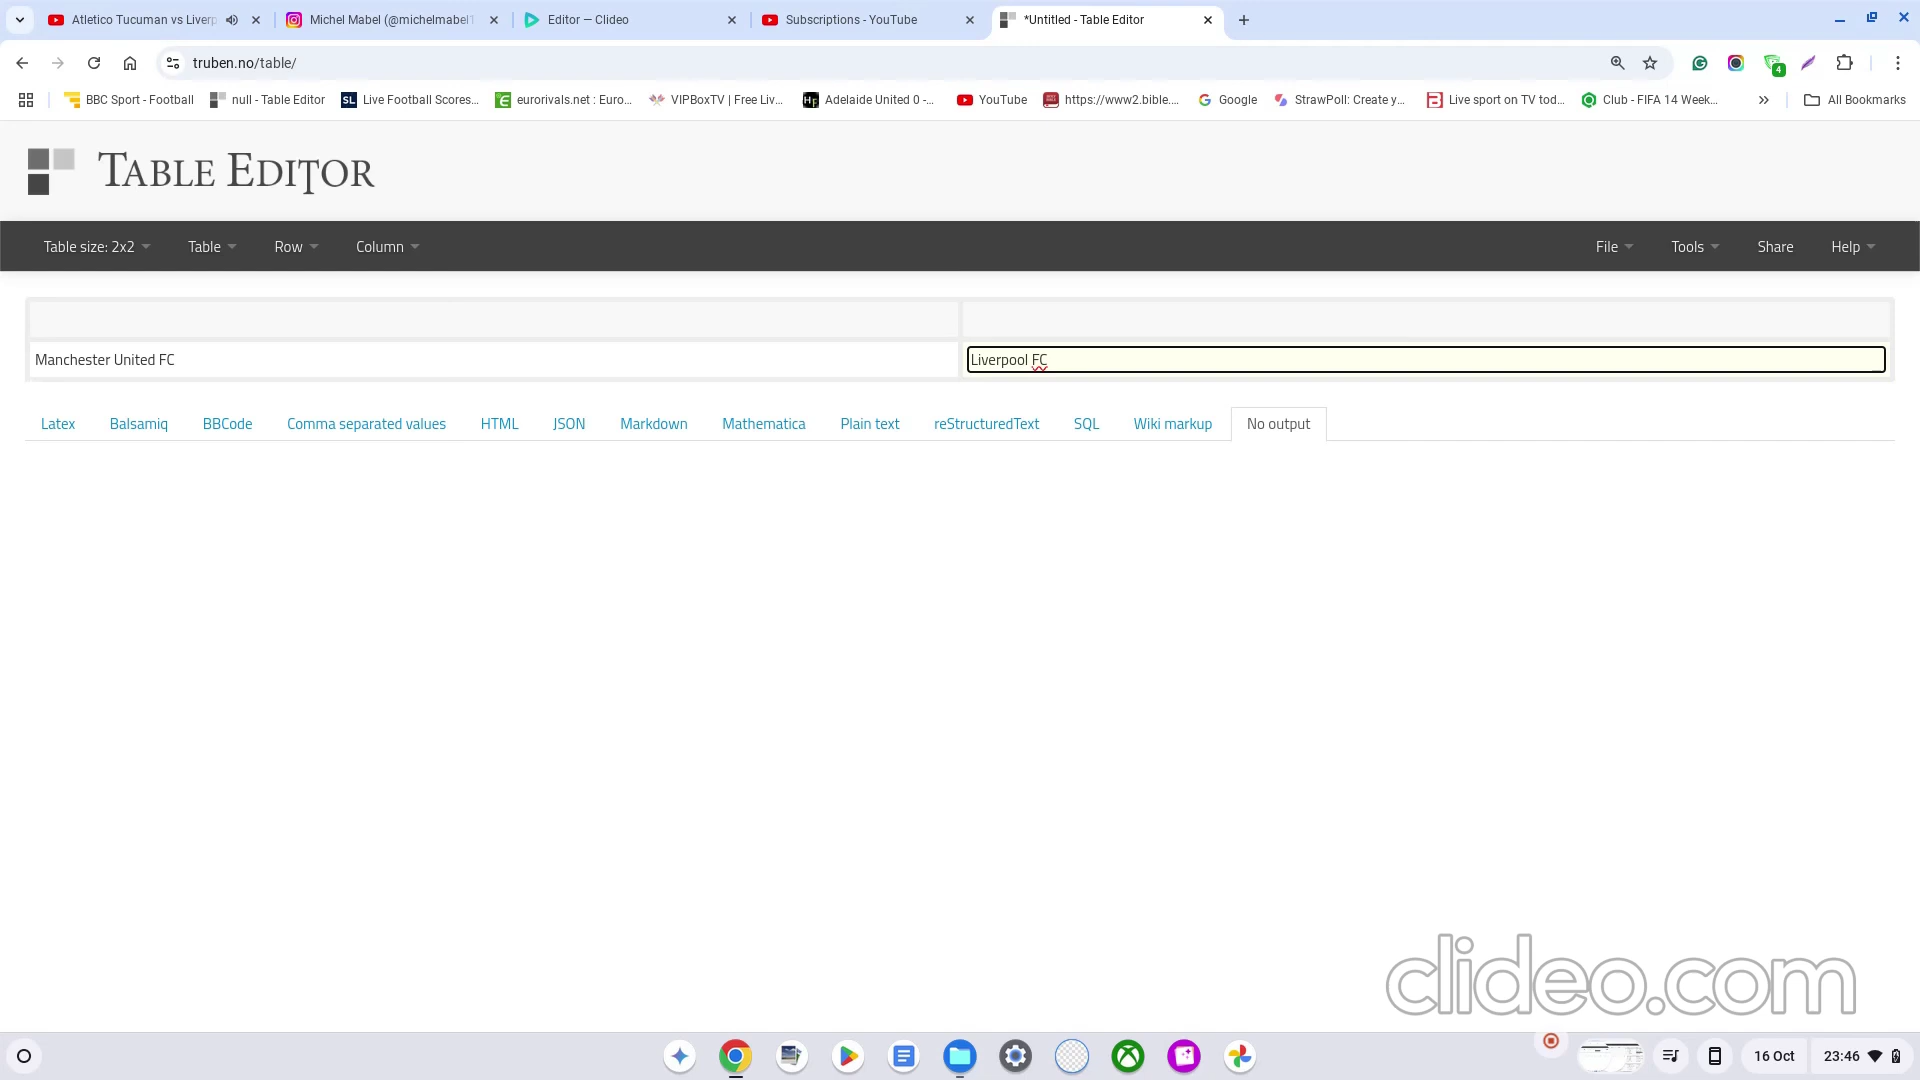 Atletico Tucuman vs Liverp
Michel Mabel (@michelmabel1
Editor — Clideo
Subscriptions - YouTube
*Untitled - Table Editor
truben.no/table/
4
BBC Sport - Football
null - Table Editor
SL
Live Football Scores...
eurorivals.net : Euro...
VIPBoxTV | Free Liv...
HF
Adelaide United 0 -...
YouTube
https://www2.bible....
Google
StrawPoll: Create y...
Live sport on TV tod...
Club - FIFA 14 Week...
All Bookmarks
TABLE EDITOR
Table size: 2x2
Table
Row
Column
File
Tools
Share
Help
Manchester United FC
Liverpool FC
Latex
Balsamiq
BBCode
Comma separated values
HTML
JSON
Markdown
Mathematica
Plain text
reStructuredText
SQL
Wiki markup
No output
clideo.com
16 Oct
23:46